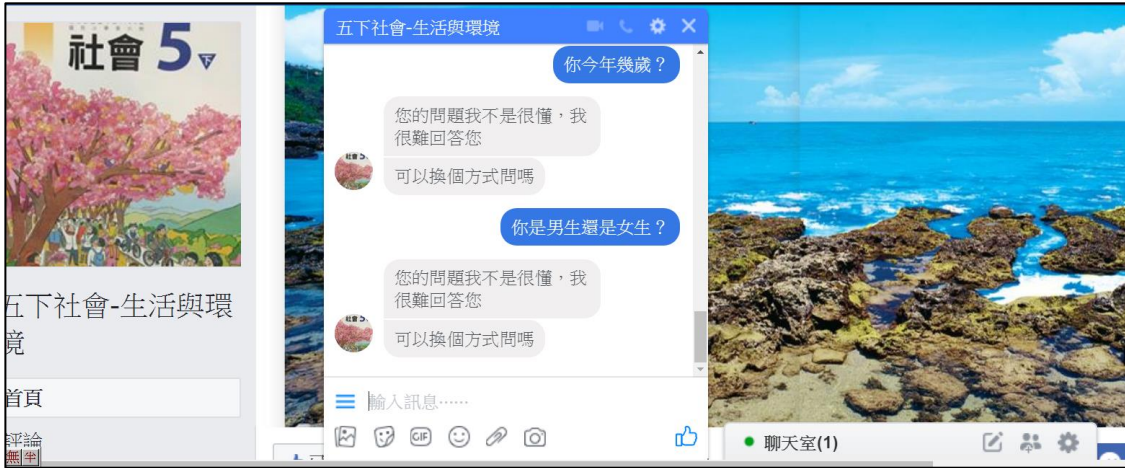 社會5下
五下社會-生活與環
境
首頁
評論
無半
五下社會-生活與環境
你今年幾歲？
您的問題我不是很懂，我
很難回答您
可以換個方式問嗎
你是男生還是女生？
您的問題我不是很懂，我
很難回答您
可以換個方式問嗎
輸入訊息……
GIF
聊天室(1)